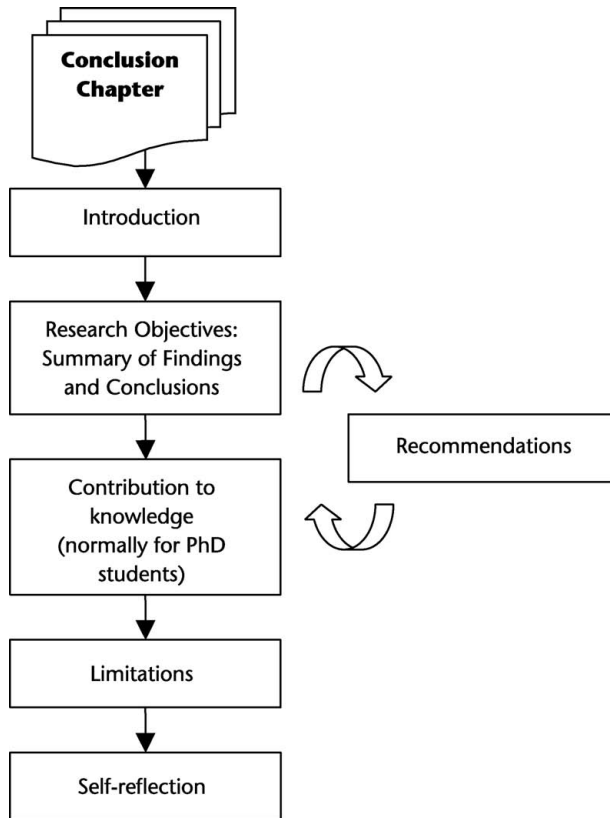 Conclusion
Chapter
Introduction
Research Objectives:
Summary of Findings
and Conclusions
Recommendations
Contribution to
knowledge
(normally for PhD
students)
Limitations
Self-reflection